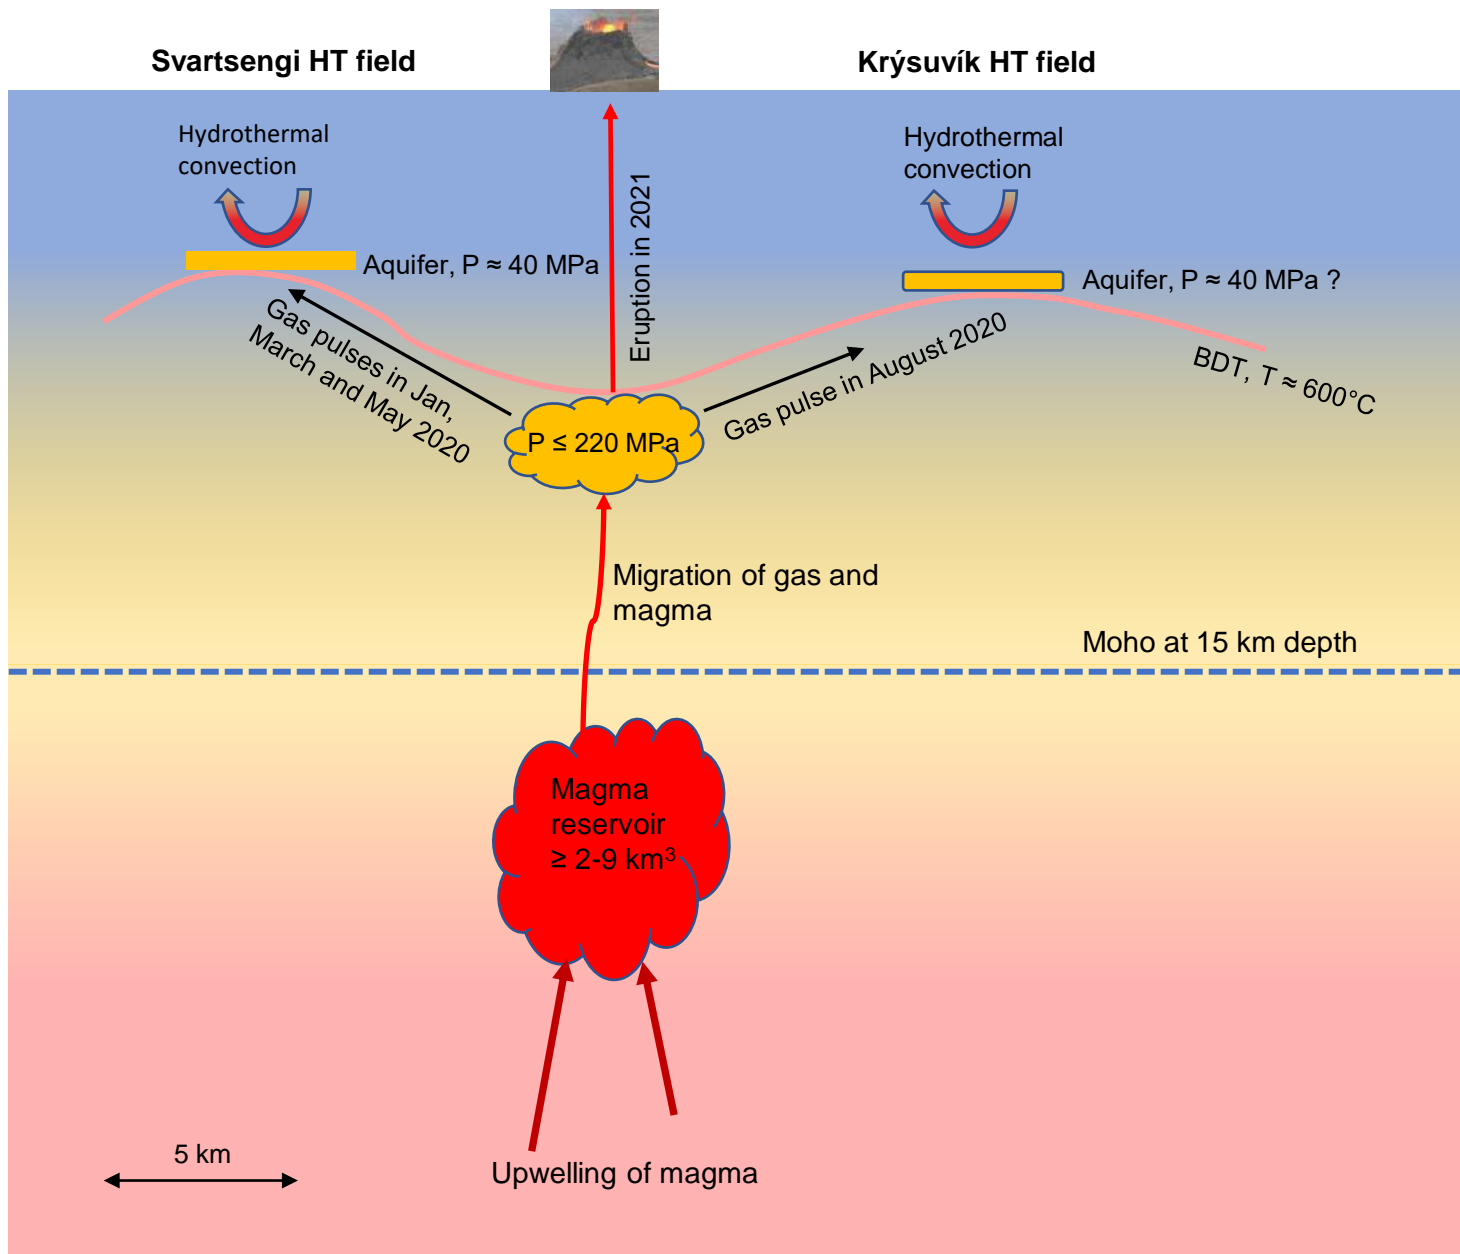 Svartsengi HT field
Krýsuvík HT field
Hydrothermal
convection
Hydrothermal
convection
Aquifer, P ≈ 40 MPa
Aquifer, P ≈ 40 MPa ?
Eruption in 2021
Gas pulses in Jan,
March and May 2020
Gas pulse in August 2020
BDT, T ≈ 600°C
P ≤ 220 MPa
Migration of gas and
magma
Moho at 15 km depth
Magma
reservoir
≥ 2-9 km³
5 km
Upwelling of magma